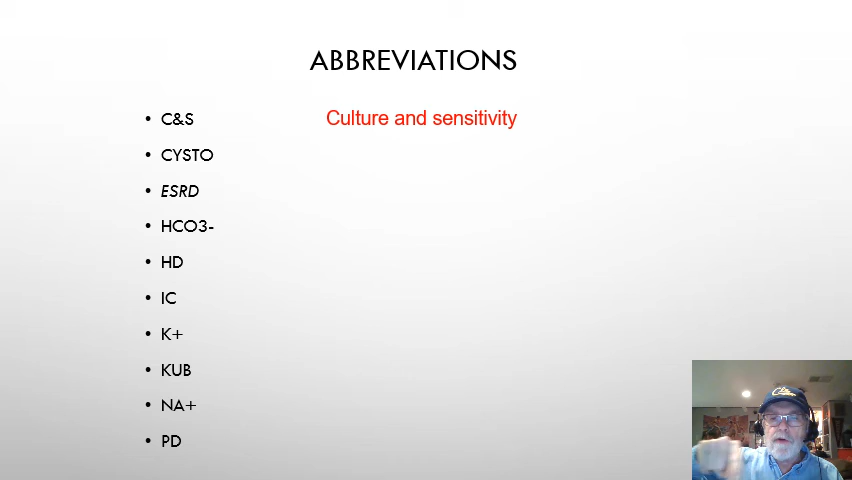 ABBREVIATIONS
• C&S Culture and sensitivity
• CYSTO
• ESRD
• HCO3-
• HD
• IC
• K+
• KUB
• NA+
• PD